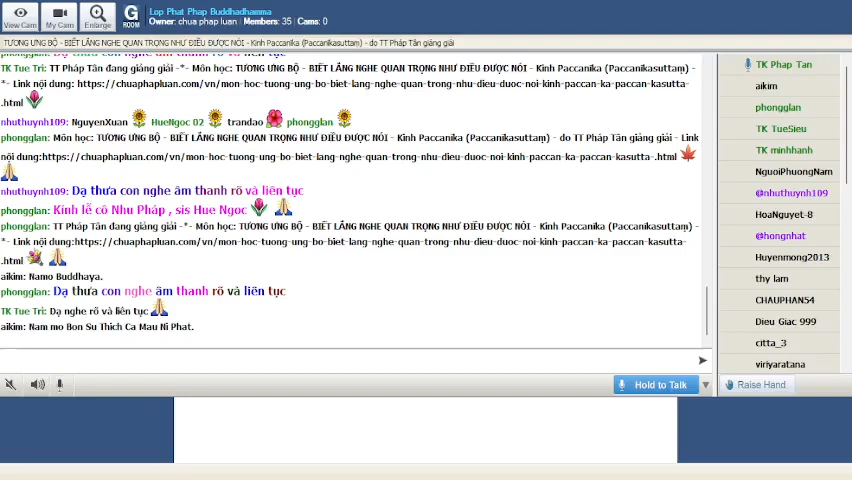 Lop Phat Phap Buddhadhamma
Owner: chua phap luan | Members: 35 | Cams: 0
View Cam
My Cam
Enlarge
G
ROOM
TƯƠNG ƯNG BỘ - BIẾT LẮNG NGHE QUAN TRỌNG NHƯ ĐIỀU ĐƯỢC NÓI - Kinh Paccanika (Paccanikasuttaṃ) - do TT Pháp Tân giảng giải
TK Tue Tri: TT Pháp Tân đang giảng giải -*- Môn học: TƯƠNG ƯNG BỘ - BIẾT LẮNG NGHE QUAN TRỌNG NHƯ ĐIỀU ĐƯỢC NÓI - Kinh Paccanika (Paccanikasuttaṃ) -
*- Link nội dung: https://chuaphapluan.com/vn/mon-hoc-tuong-ung-bo-biet-lang-nghe-quan-trong-nhu-dieu-duoc-noi-kinh-paccan-ka-paccan-kasutta-
.html
nhuthuynh109: NguyenXuan HueNgoc 02 trandao phongglan
phongglan: Môn học: TƯƠNG ƯNG BỘ - BIẾT LẮNG NGHE QUAN TRỌNG NHƯ ĐIỀU ĐƯỢC NÓI - Kinh Paccanika (Paccanikasuttaṃ) - do TT Pháp Tân giảng giải - Link
nội dung:https://chuaphapluan.com/vn/mon-hoc-tuong-ung-bo-biet-lang-nghe-quan-trong-nhu-dieu-duoc-noi-kinh-paccan-ka-paccan-kasutta-.html
nhuthuynh109: Dạ thưa con nghe âm thanh rõ và liên tục
phongglan: Kính lễ cô Nhu Pháp , sis Hue Ngoc
phongglan: TT Pháp Tân đang giảng giải -*- Môn học: TƯƠNG ƯNG BỘ - BIẾT LẮNG NGHE QUAN TRỌNG NHƯ ĐIỀU ĐƯỢC NÓI - Kinh Paccanika (Paccanikasuttaṃ) -
*- Link nội dung:https://chuaphapluan.com/vn/mon-hoc-tuong-ung-bo-biet-lang-nghe-quan-trong-nhu-dieu-duoc-noi-kinh-paccan-ka-paccan-kasutta-
.html
aikim: Namo Buddhaya.
phongglan: Dạ thưa con nghe âm thanh rõ và liên tục
TK Tue Tri: Dạ nghe rõ và liên tục
aikim: Nam mo Bon Su Thich Ca Mau Ni Phat.
Hold to Talk
TK Phap Tan
aikim
phongglan
TK TueSieu
TK minhhanh
NguoiPhuongNam
@nhuthuynh109
HoaNguyet-8
@hongnhat
Huyenmong2013
thy lam
CHAUPHAN54
Dieu Giac 999
citta_3
viriyaratana
Raise Hand